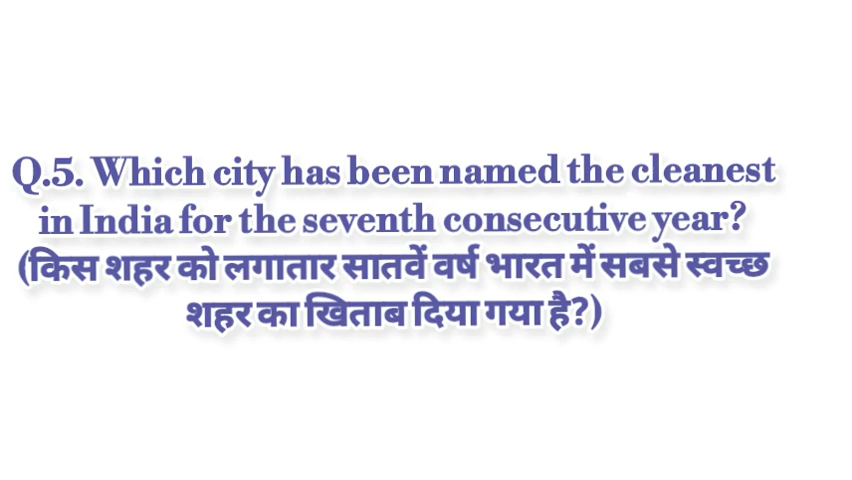 Q.5. Which city has been named the cleanest
in India for the seventh consecutive year?
(किस शहर को लगातार सातवें वर्ष भारत में सबसे स्वच्छ
शहर का खिताब दिया गया है?)